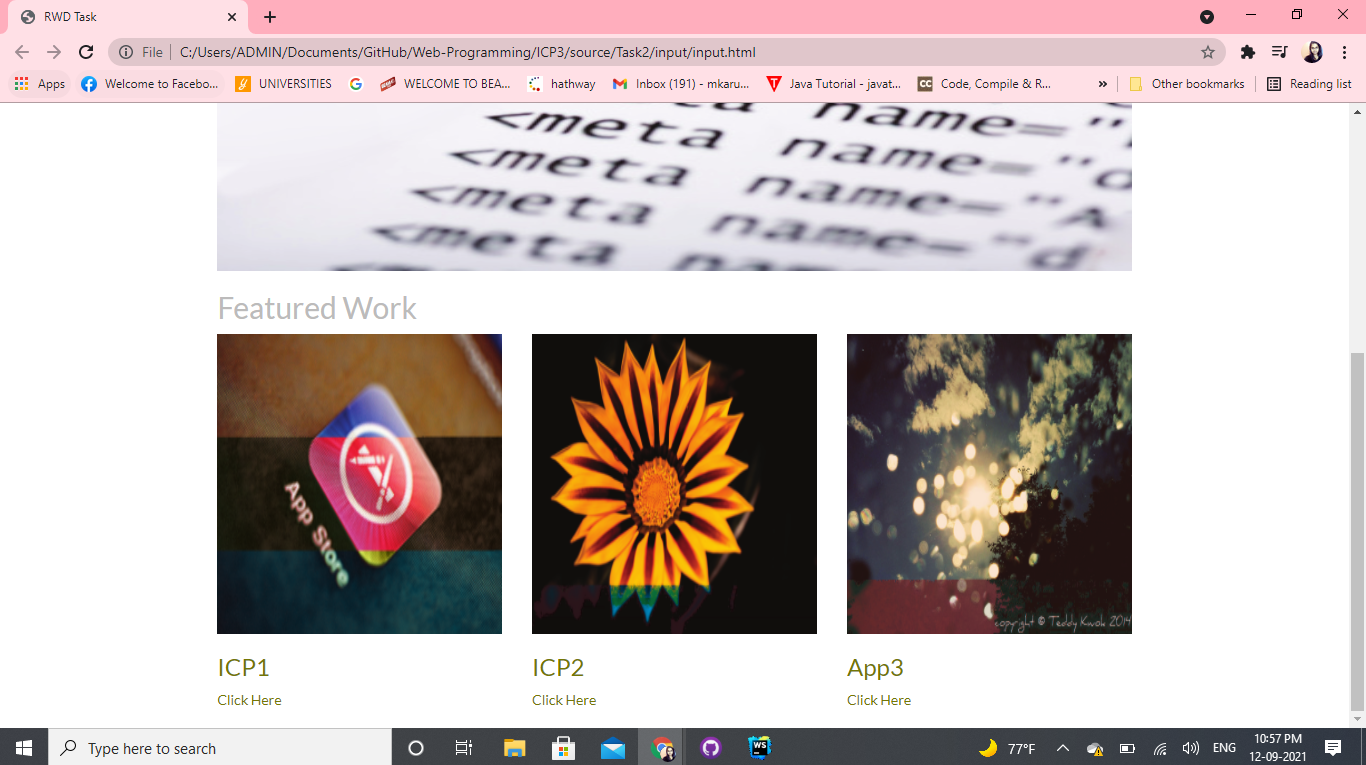 RWD Task
File C:/Users/ADMIN/Documents/GitHub/Web-Programming/ICP3/source/Task2/input/input.html
Apps Welcome to Facebo... UNIVERSITIES WELCOME TO BEA... hathway Inbox (191) - mkaru... Java Tutorial - javat... CC Code, Compile & R... » Other bookmarks Reading list
name="
<meta name="d
<meta name="A
<meta name="d
<meta
Featured Work
App Store
copyright © Teddy Kwok 2014
ICP1 ICP2 App3
Click Here Click Here Click Here
Type here to search WS 77°F ENG 10:57 PM
12-09-2021